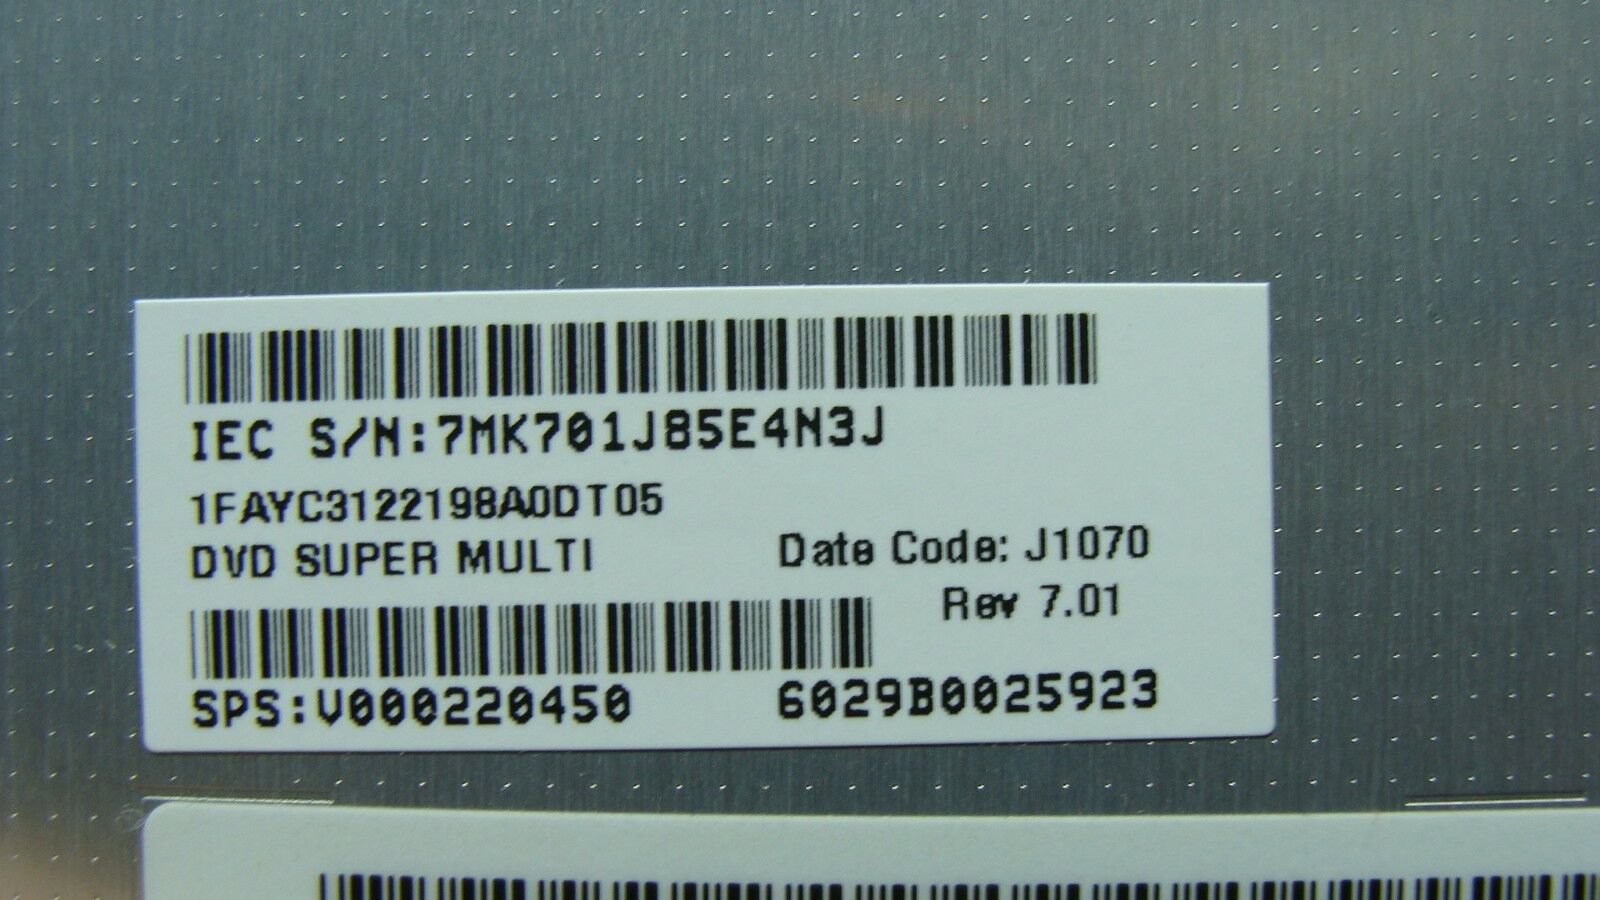 IEC S/N:7MK701J85E4N3J
1FAYC3122198A0DT05
DVD SUPER MULTI
Date Code: J1070
Rev 7.01
SPS:V000220450
6029B0025923